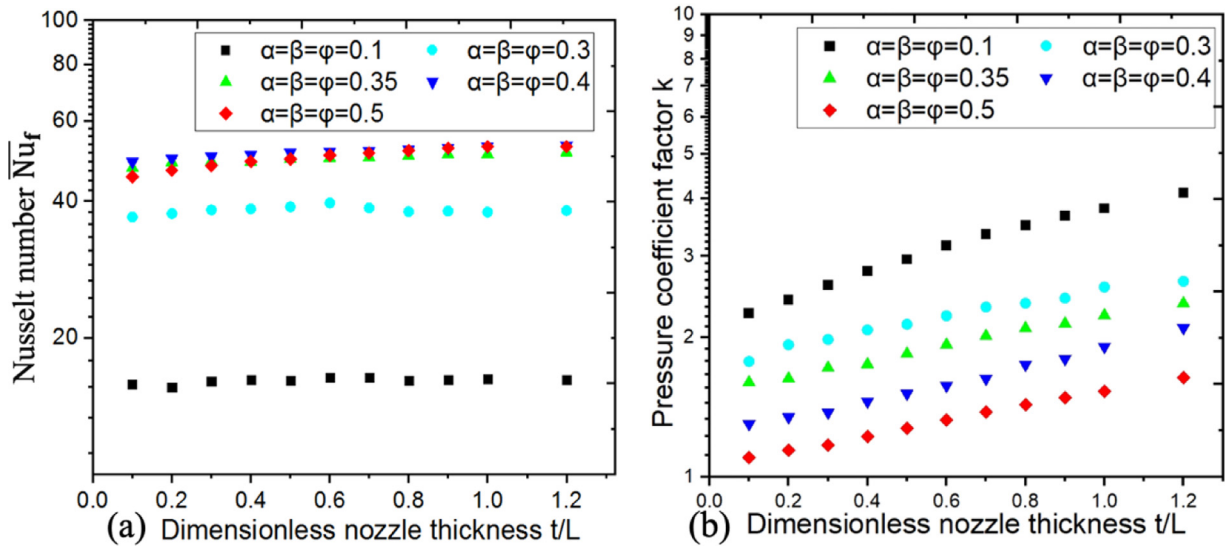 100
80
60
40
20
Nusselt number N̅u̅f
α=β=φ=0.1
α=β=φ=0.3
α=β=φ=0.35
α=β=φ=0.4
α=β=φ=0.5
0.0 0.2 0.4 0.6 0.8 1.0 1.2
(a) Dimensionless nozzle thickness t/L
10
9
8
7
6
5
4
3
2
1
Pressure coefficient factor k
α=β=φ=0.1
α=β=φ=0.3
α=β=φ=0.35
α=β=φ=0.4
α=β=φ=0.5
0.0 0.2 0.4 0.6 0.8 1.0 1.2
(b) Dimensionless nozzle thickness t/L